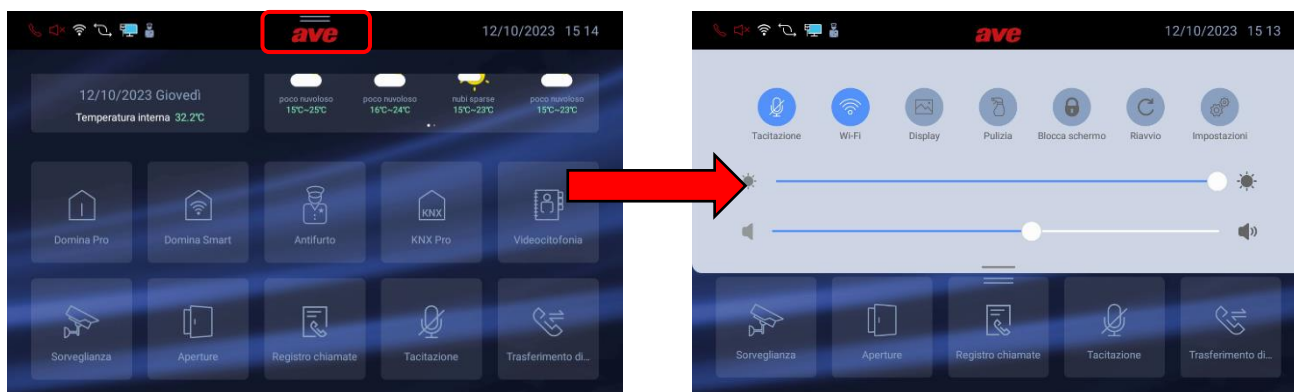 ave
12/10/2023 15 14
12/10/2023 Giovedì
Temperatura interna 32.2℃
poco nuvoloso
15℃~25℃
poco nuvoloso
16℃~24℃
nubi sparse
15℃~23℃
poco nuvoloso
15℃~23℃
Domina Pro
Domina Smart
Antifurto
KNX
KNX Pro
Videocitofonia
Sorveglianza
Aperture
Registro chiamate
Tacitazione
Trasferimento di...
ave
12/10/2023 15 13
Tacitazione
Wi-Fi
Display
Pulizia
Blocca schermo
Riavvio
Impostazioni
Sorveglianza
Aperture
Registro chiamate
Tacitazione
Trasferimento di...